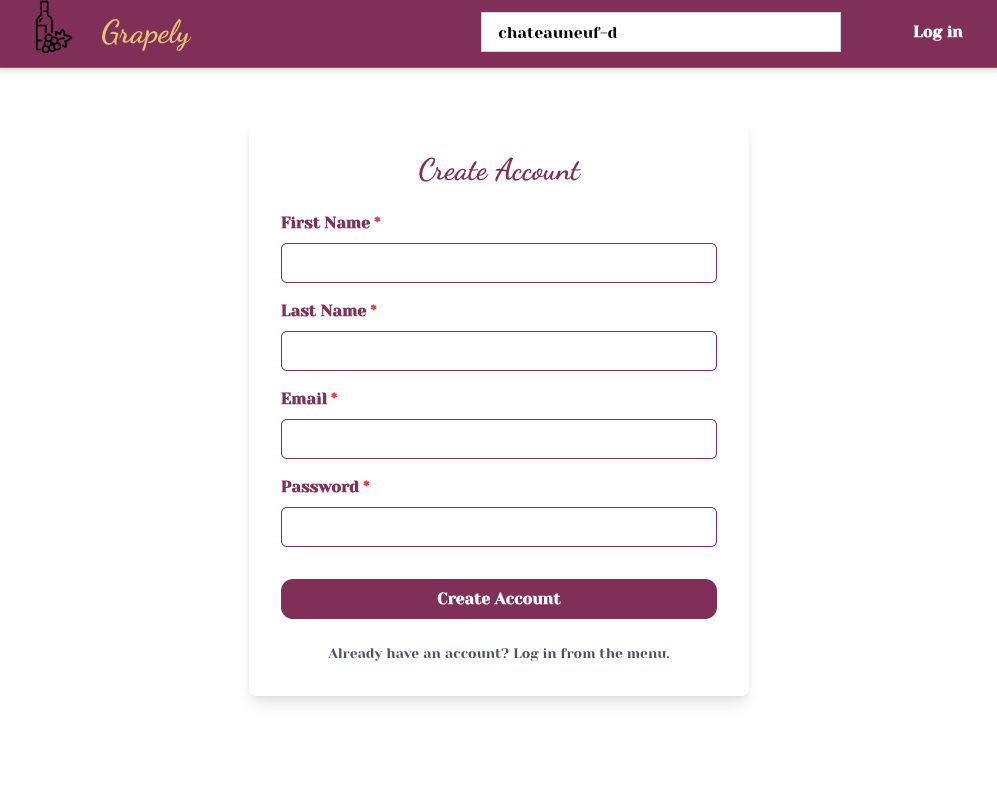 Grapely
chateauneuf-d
Log in
Create Account
First Name *
Last Name *
Email *
Password *
Create Account
Already have an account? Log in from the menu.